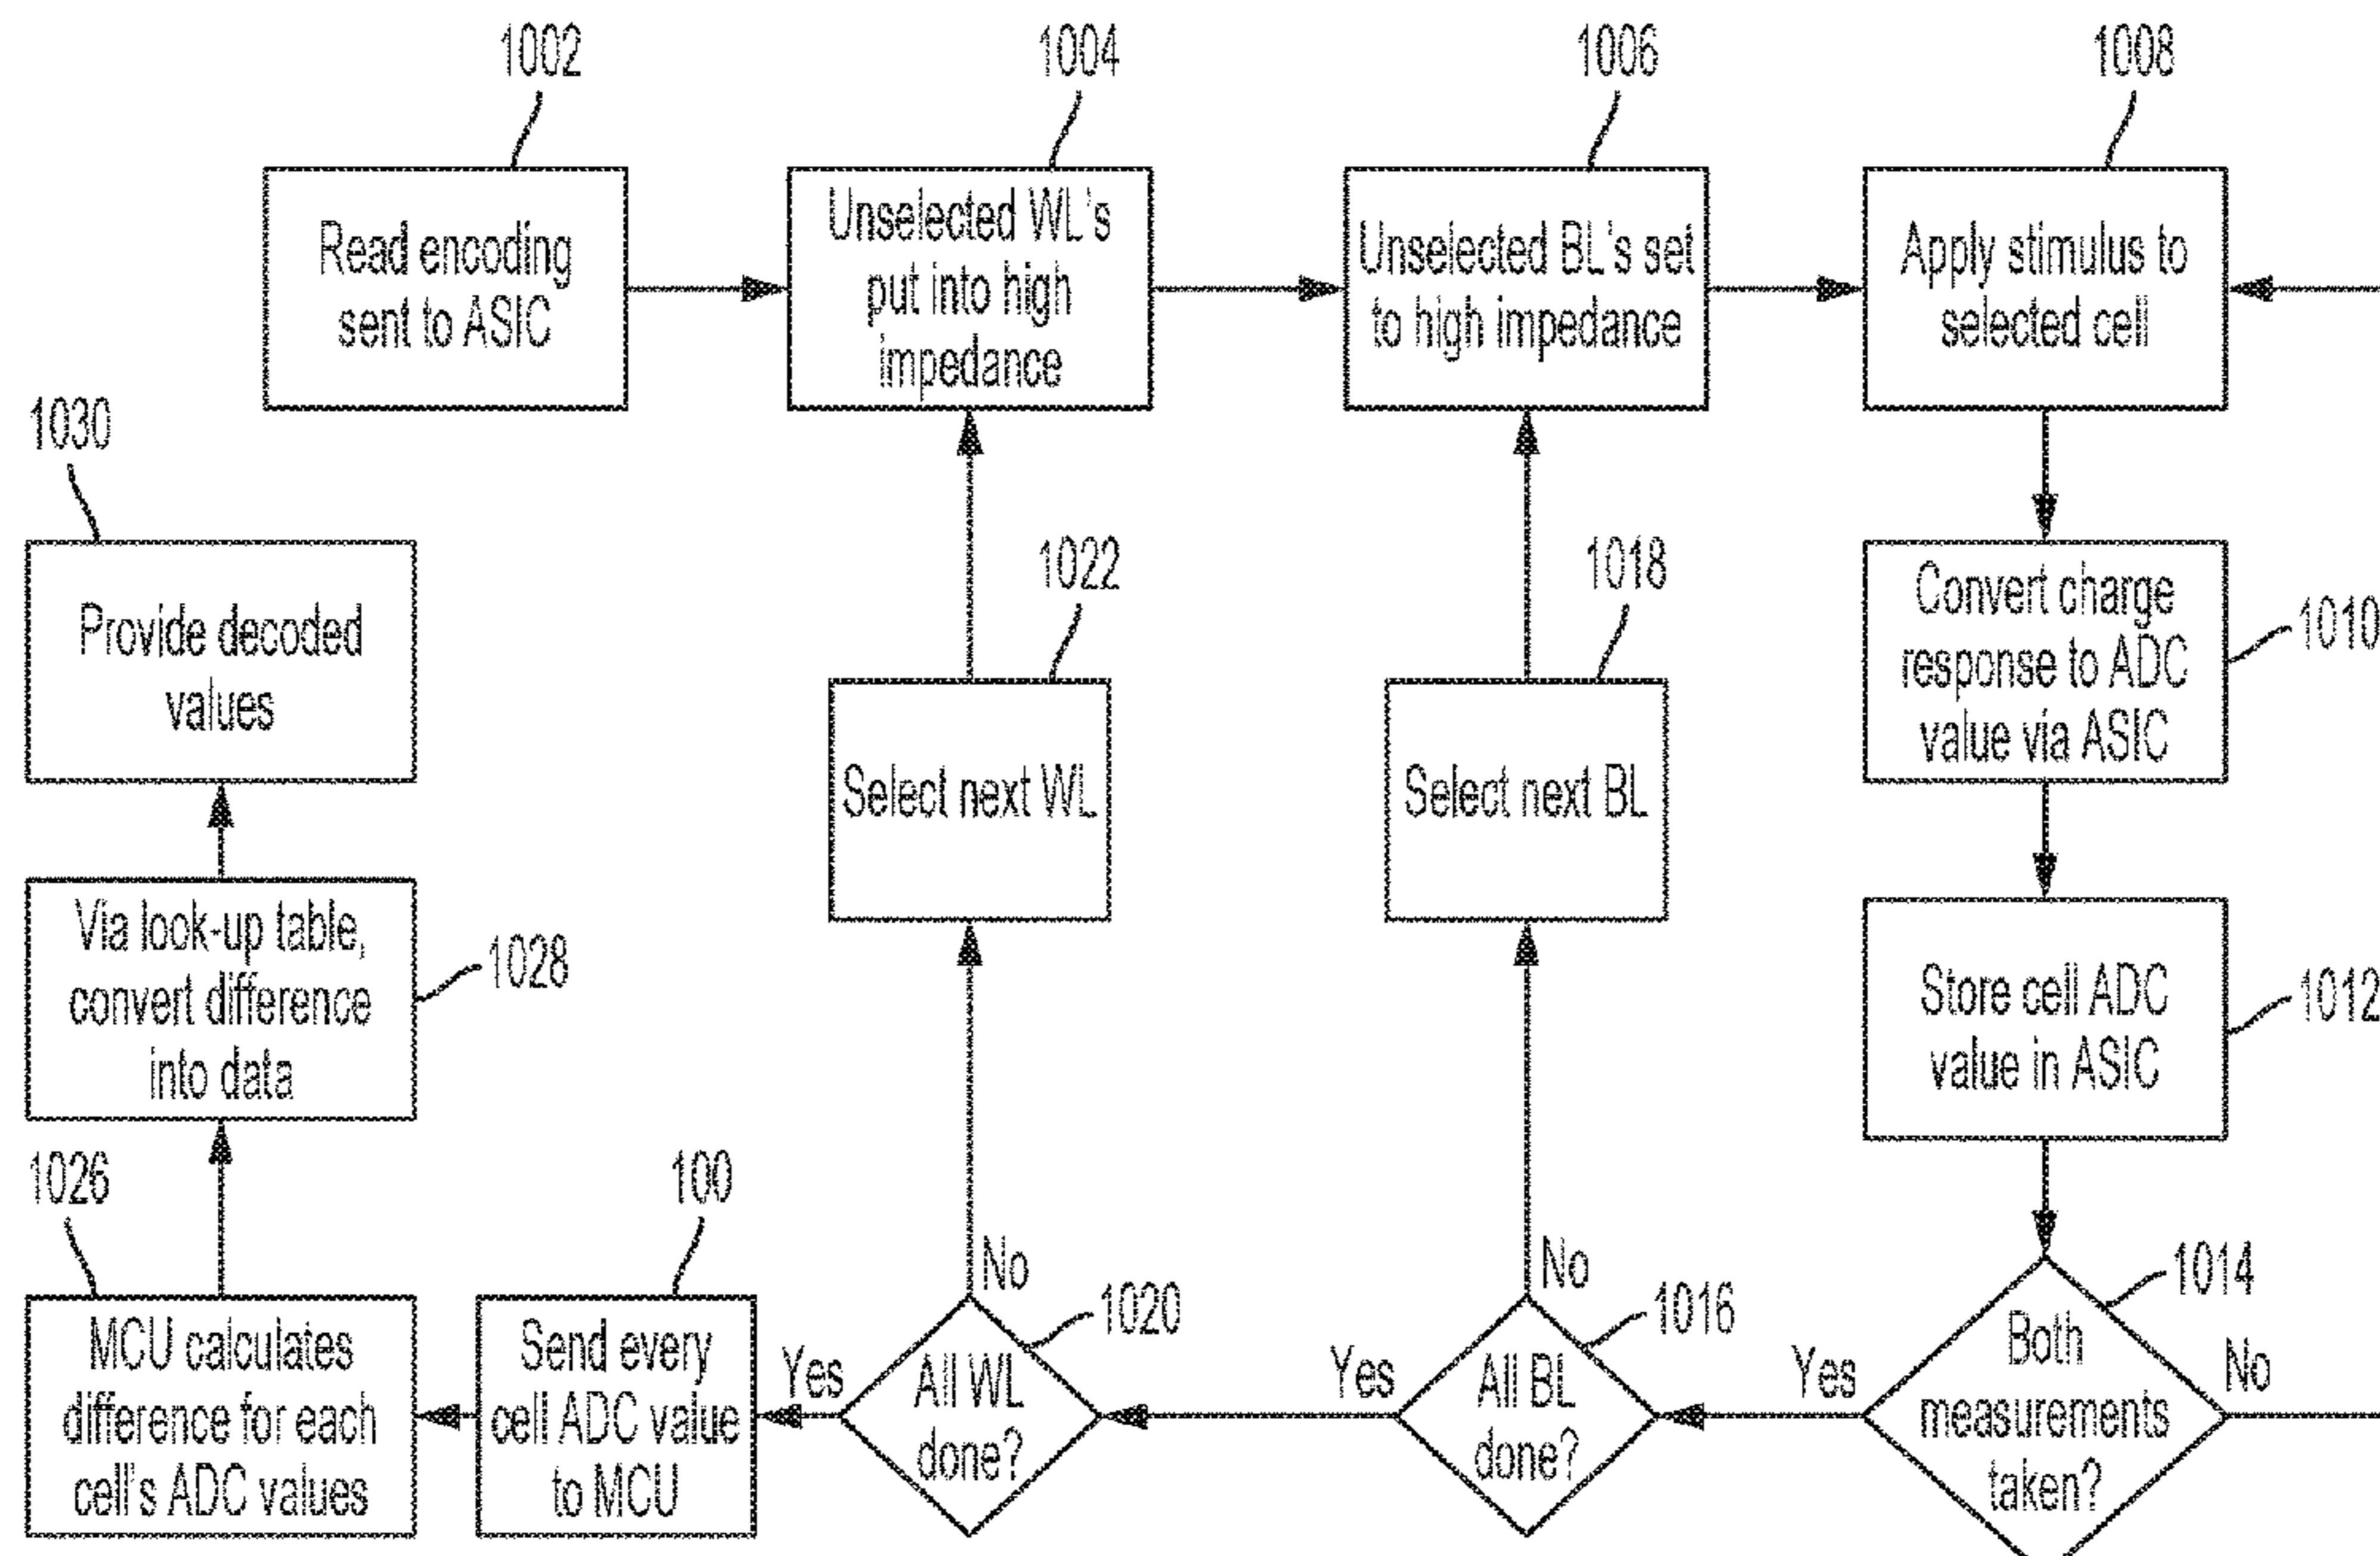 1002
1004
1006
1008
Read encoding
sent to ASIC
Unselected WL's
put into high
impedance
Unselected BL's set
to high impedance
Apply stimulus to
selected cell
1030
1022
1018
Provide decoded
values
Select next WL
Select next BL
Convert charge
response to ADC
value via ASIC
1010
Via look-up table,
convert difference
into data
1028
Store cell ADC
value in ASIC
1012
1026
100
1020
1016
1014
MCU calculates
difference for each
cell's ADC values
Send every
cell ADC value
to MCU
Yes
No
All WL
done?
Yes
No
All BL
done?
Yes
Both
measurements
taken?
No